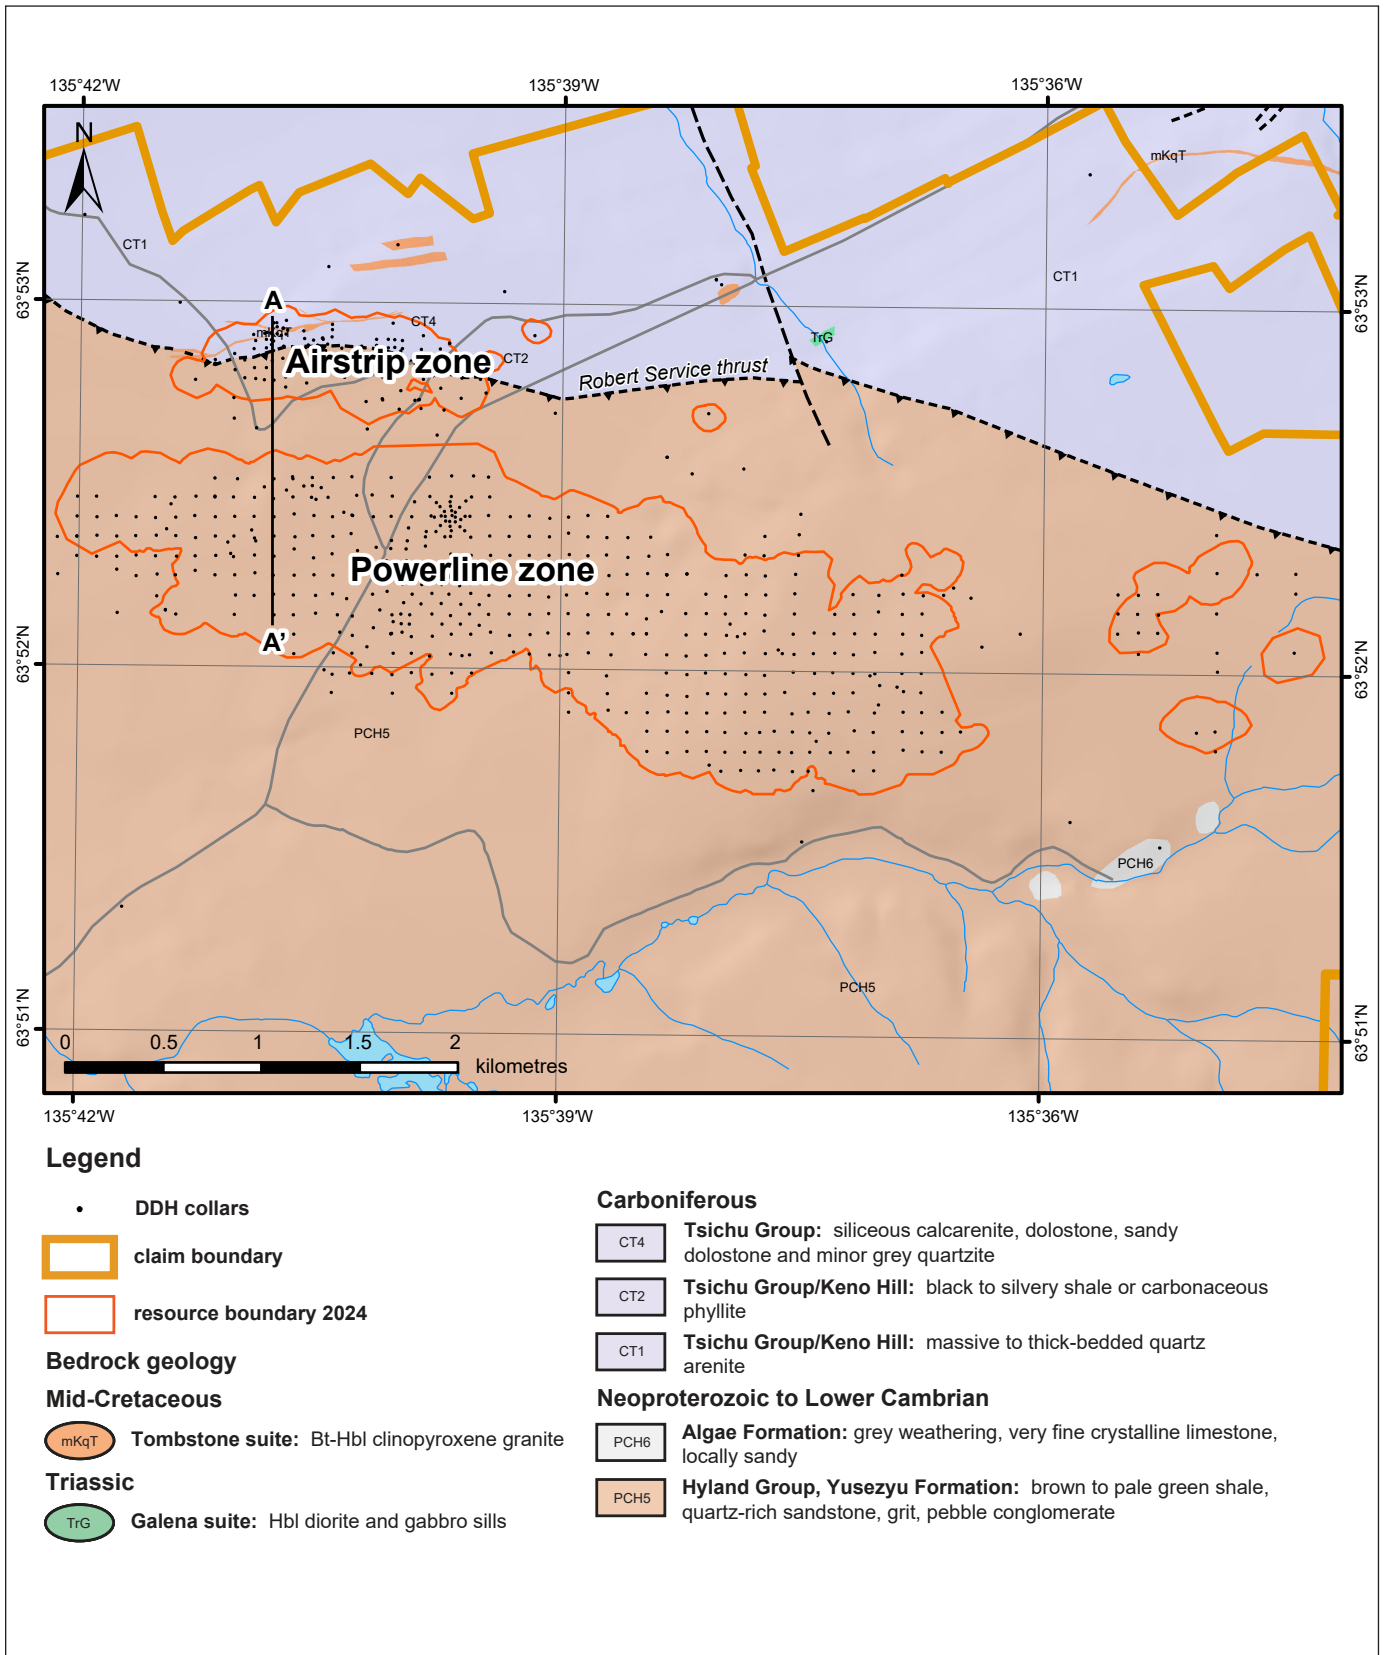 135°42'W
135°39'W
135°36'W
N
mKqT
CT1
CT1
63°53'N
63°53'N
A
mKqT
CT4
TrG
Airstrip zone
CT2
Robert Service thrust
Powerline zone
A'
63°52'N
63°52'N
PCH5
PCH6
PCH5
63°51'N
63°51'N
0 0.5 1 1.5 2
kilometres
135°42'W
135°39'W
135°36'W
Legend
DDH collars
claim boundary
resource boundary 2024
Bedrock geology
Mid-Cretaceous
mKqT Tombstone suite: Bt-Hbl clinopyroxene granite
Triassic
TrG Galena suite: Hbl diorite and gabbro sills
Carboniferous
CT4 Tsichu Group: siliceous calcarenite, dolostone, sandy
dolostone and minor grey quartzite
CT2 Tsichu Group/Keno Hill: black to silvery shale or carbonaceous
phyllite
CT1 Tsichu Group/Keno Hill: massive to thick-bedded quartz
arenite
Neoproterozoic to Lower Cambrian
PCH6 Algae Formation: grey weathering, very fine crystalline limestone,
locally sandy
PCH5 Hyland Group, Yusezyu Formation: brown to pale green shale,
quartz-rich sandstone, grit, pebble conglomerate